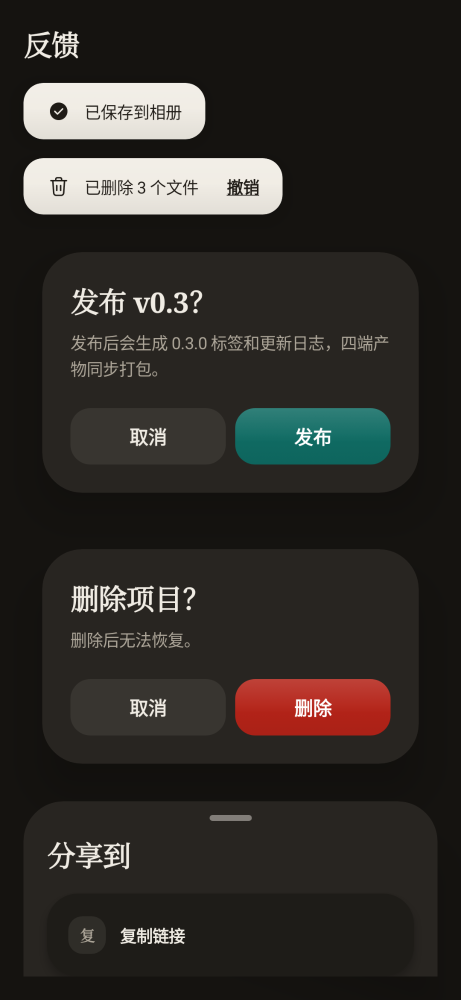 反馈
已保存到相册
已删除 3 个文件 撤销
发布 v0.3?
发布后会生成 0.3.0 标签和更新日志，四端产
物同步打包。
取消 发布
删除项目?
删除后无法恢复。
取消 删除
分享到
复 复制链接